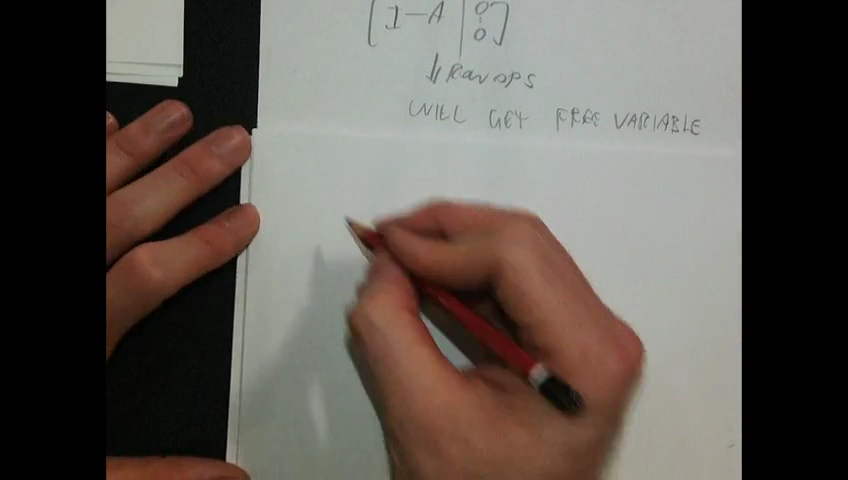 [I-A | 0
0]
↓ ROW OPS
WILL GET FREE VARIABLE